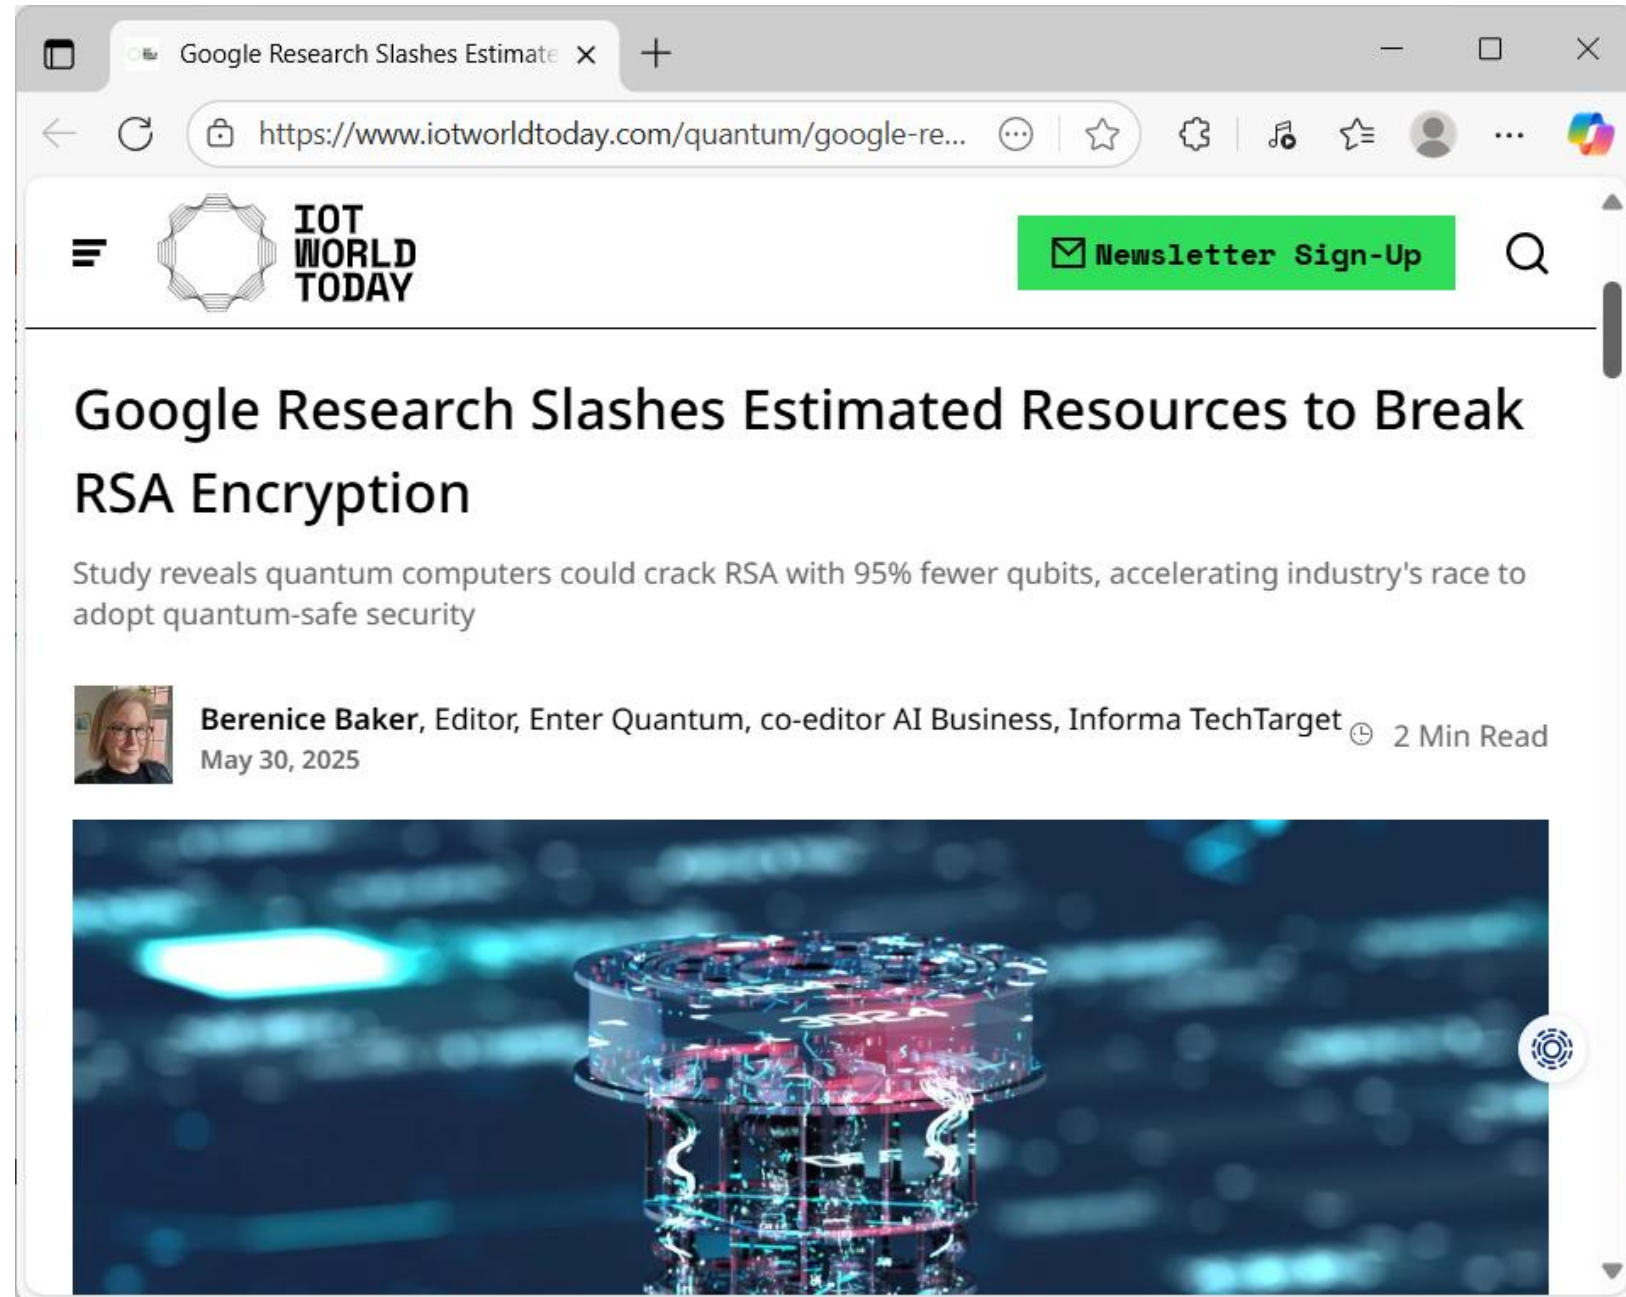 Google Research Slashes Estimate
https://www.iotworldtoday.com/quantum/google-re...
IOT
WORLD
TODAY
Newsletter Sign-Up
Google Research Slashes Estimated Resources to Break
RSA Encryption
Study reveals quantum computers could crack RSA with 95% fewer qubits, accelerating industry's race to
adopt quantum-safe security
Berenice Baker, Editor, Enter Quantum, co-editor AI Business, Informa TechTarget
2 Min Read
May 30, 2025